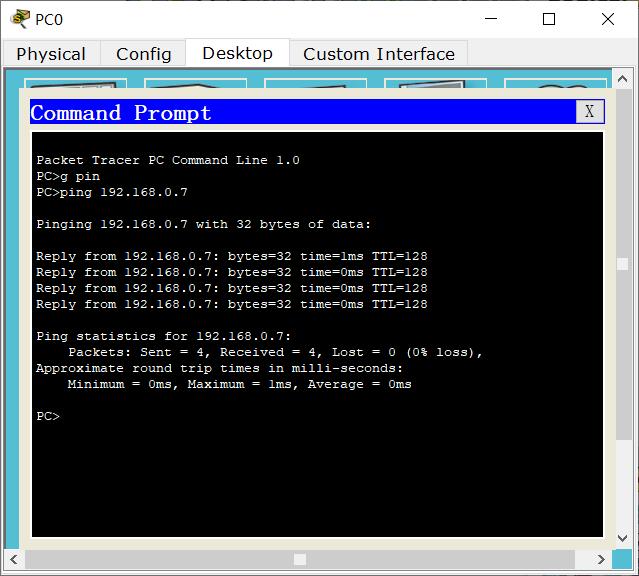 PC0
Physical Config Desktop Custom Interface
Command Prompt X
Packet Tracer PC Command Line 1.0
PC>g pin
PC>ping 192.168.0.7
Pinging 192.168.0.7 with 32 bytes of data:
Reply from 192.168.0.7: bytes=32 time=1ms TTL=128
Reply from 192.168.0.7: bytes=32 time=0ms TTL=128
Reply from 192.168.0.7: bytes=32 time=0ms TTL=128
Reply from 192.168.0.7: bytes=32 time=0ms TTL=128
Ping statistics for 192.168.0.7:
Packets: Sent = 4, Received = 4, Lost = 0 (0% loss),
Approximate round trip times in milli-seconds:
Minimum = 0ms, Maximum = 1ms, Average = 0ms
PC>